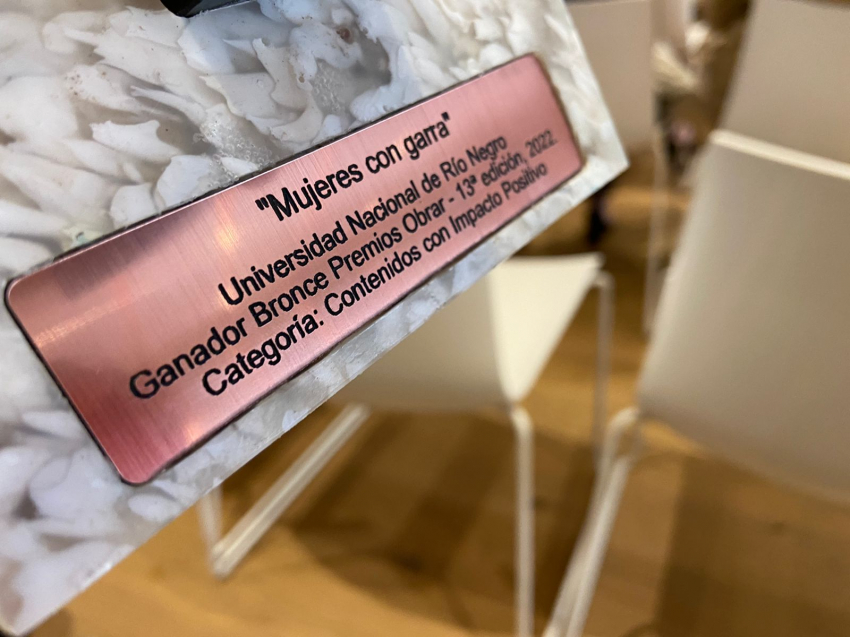 "Mujeres con garra"
Universidad Nacional de Río Negro
Ganador Bronce Premios Obrar - 13ª edición, 2022.
Categoría: Contenidos con Impacto Positivo